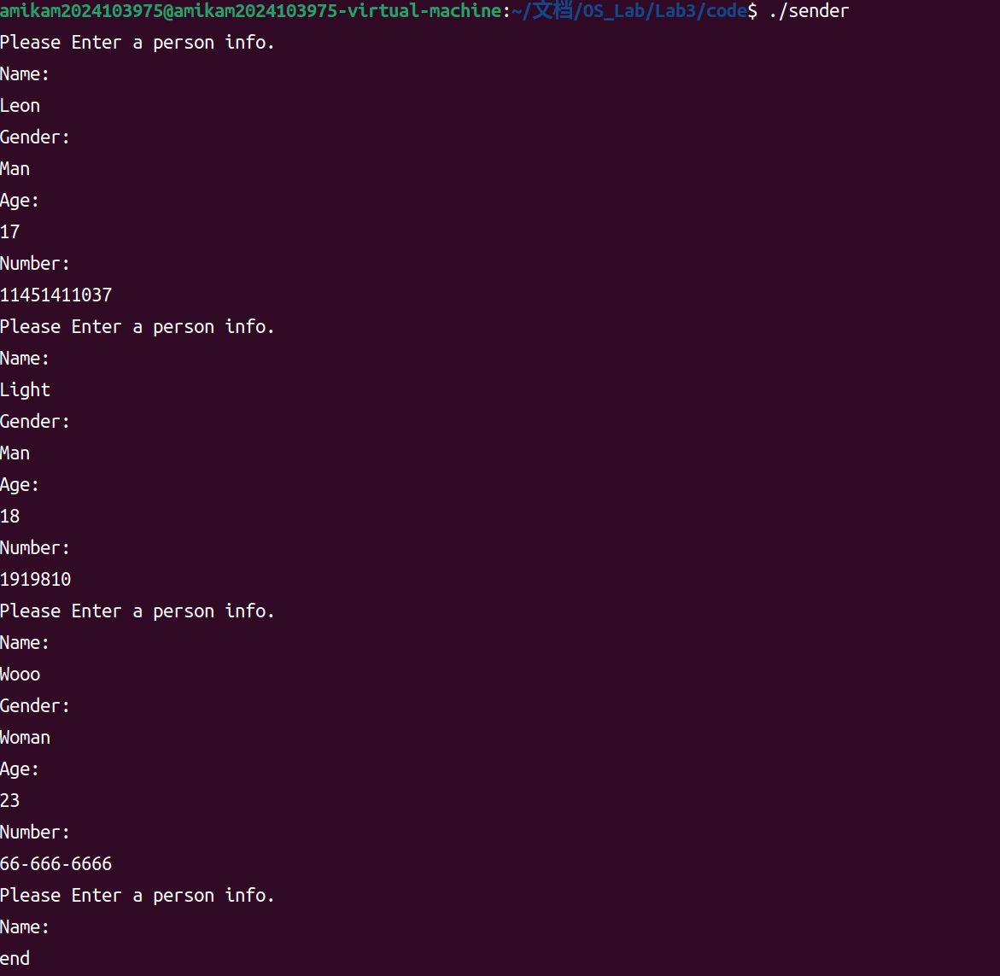 amikam2024103975@amikam2024103975-virtual-machine:~/文档/OS_Lab/Lab3/code$ ./sender
Please Enter a person info.
Name:
Leon
Gender:
Man
Age:
17
Number:
11451411037
Please Enter a person info.
Name:
Light
Gender:
Man
Age:
18
Number:
1919810
Please Enter a person info.
Name:
Wooo
Gender:
Woman
Age:
23
Number:
66-666-6666
Please Enter a person info.
Name:
end